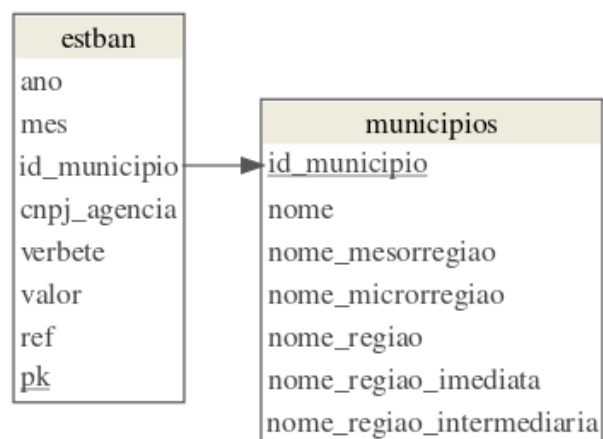 estban
ano
mes
id_municipio
cnpj_agencia
verbete
valor
ref
pk
municipios
id_municipio
nome
nome_mesorregiao
nome_microrregiao
nome_regiao
nome_regiao_imediata
nome_regiao_intermediaria